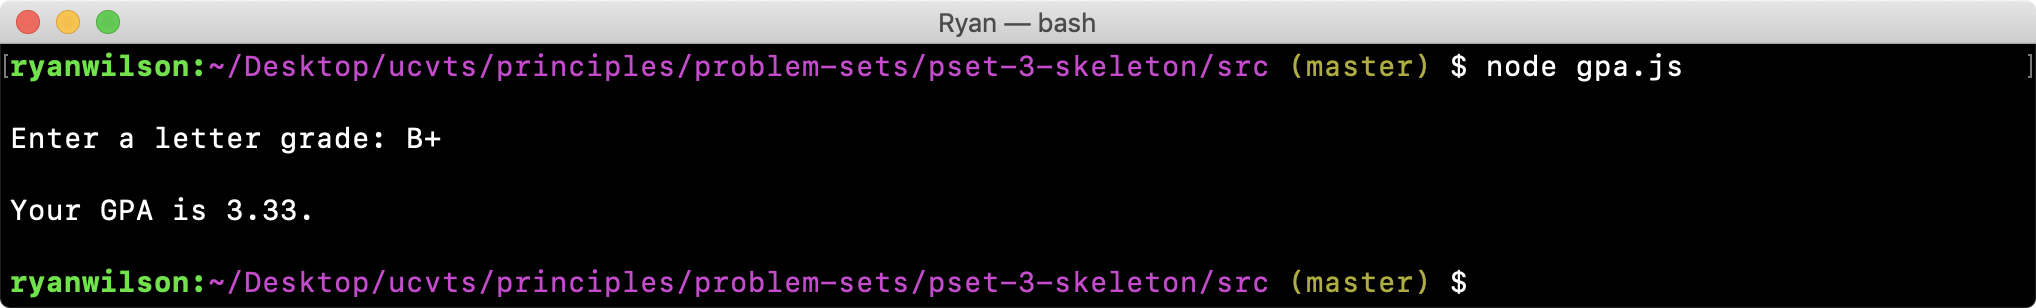 Ryan — bash
[ryanwilson:~/Desktop/ucvts/principles/problem-sets/pset-3-skeleton/src (master) $ node gpa.js ]
Enter a letter grade: B+
Your GPA is 3.33.
ryanwilson:~/Desktop/ucvts/principles/problem-sets/pset-3-skeleton/src (master) $